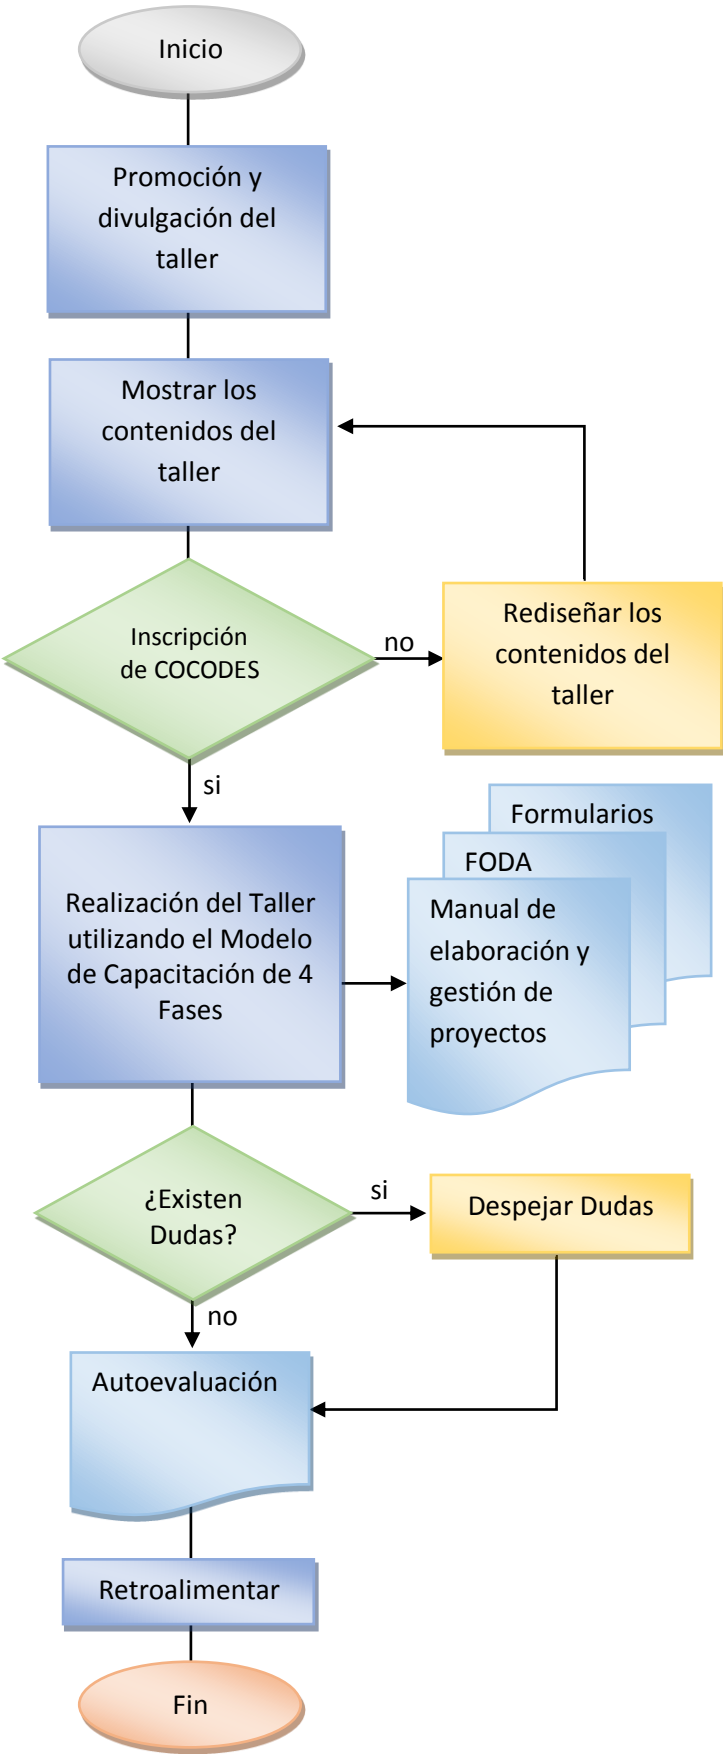 Inicio
Promoción y
divulgación del
taller
Mostrar los
contenidos del
taller
Inscripción
de COCODES
no
Rediseñar los
contenidos del
taller
si
Formularios
FODA
Manual de
elaboración y
gestión de
proyectos
Realización del Taller
utilizando el Modelo
de Capacitación de 4
Fases
¿Existen
Dudas?
si
Despejar Dudas
no
Autoevaluación
Retroalimentar
Fin